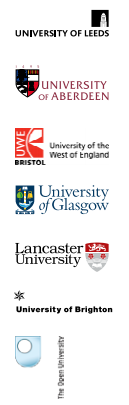 UNIVERSITY OF LEEDS
UNIVERSITY
OF ABERDEEN
UWE
BRISTOL
University of the
West of England
University
of Glasgow
Lancaster
University
University of Brighton
The Open University